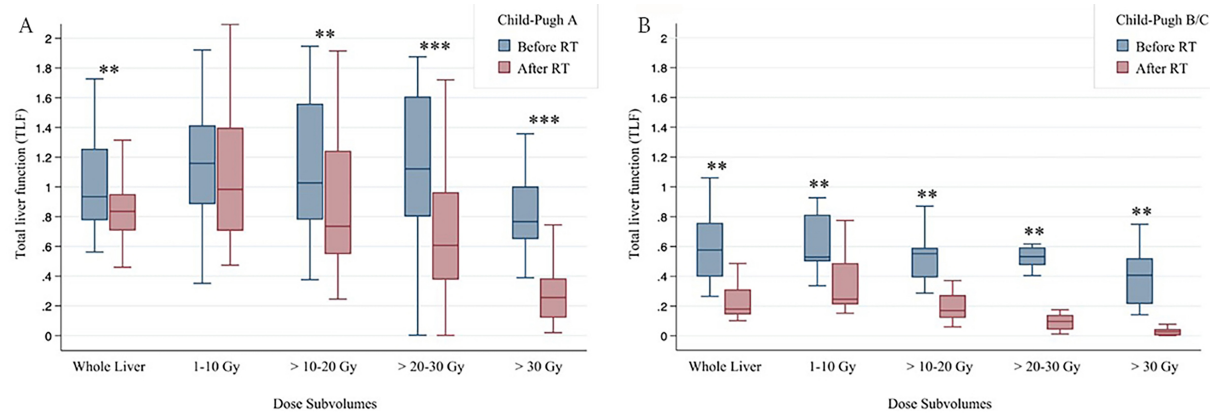 A
Child-Pugh A
Before RT
After RT
Total liver function (TLF)
2
1.8
1.6
1.4
1.2
1
.8
.6
.4
.2
0
**
**
***
***
Whole Liver
1-10 Gy
> 10-20 Gy
> 20-30 Gy
> 30 Gy
Dose Subvolumes
B
Child-Pugh B/C
Before RT
After RT
Total liver function (TLF)
2
1.8
1.6
1.4
1.2
1
.8
.6
.4
.2
0
**
**
**
**
**
Whole Liver
1-10 Gy
> 10-20 Gy
> 20-30 Gy
> 30 Gy
Dose Subvolumes